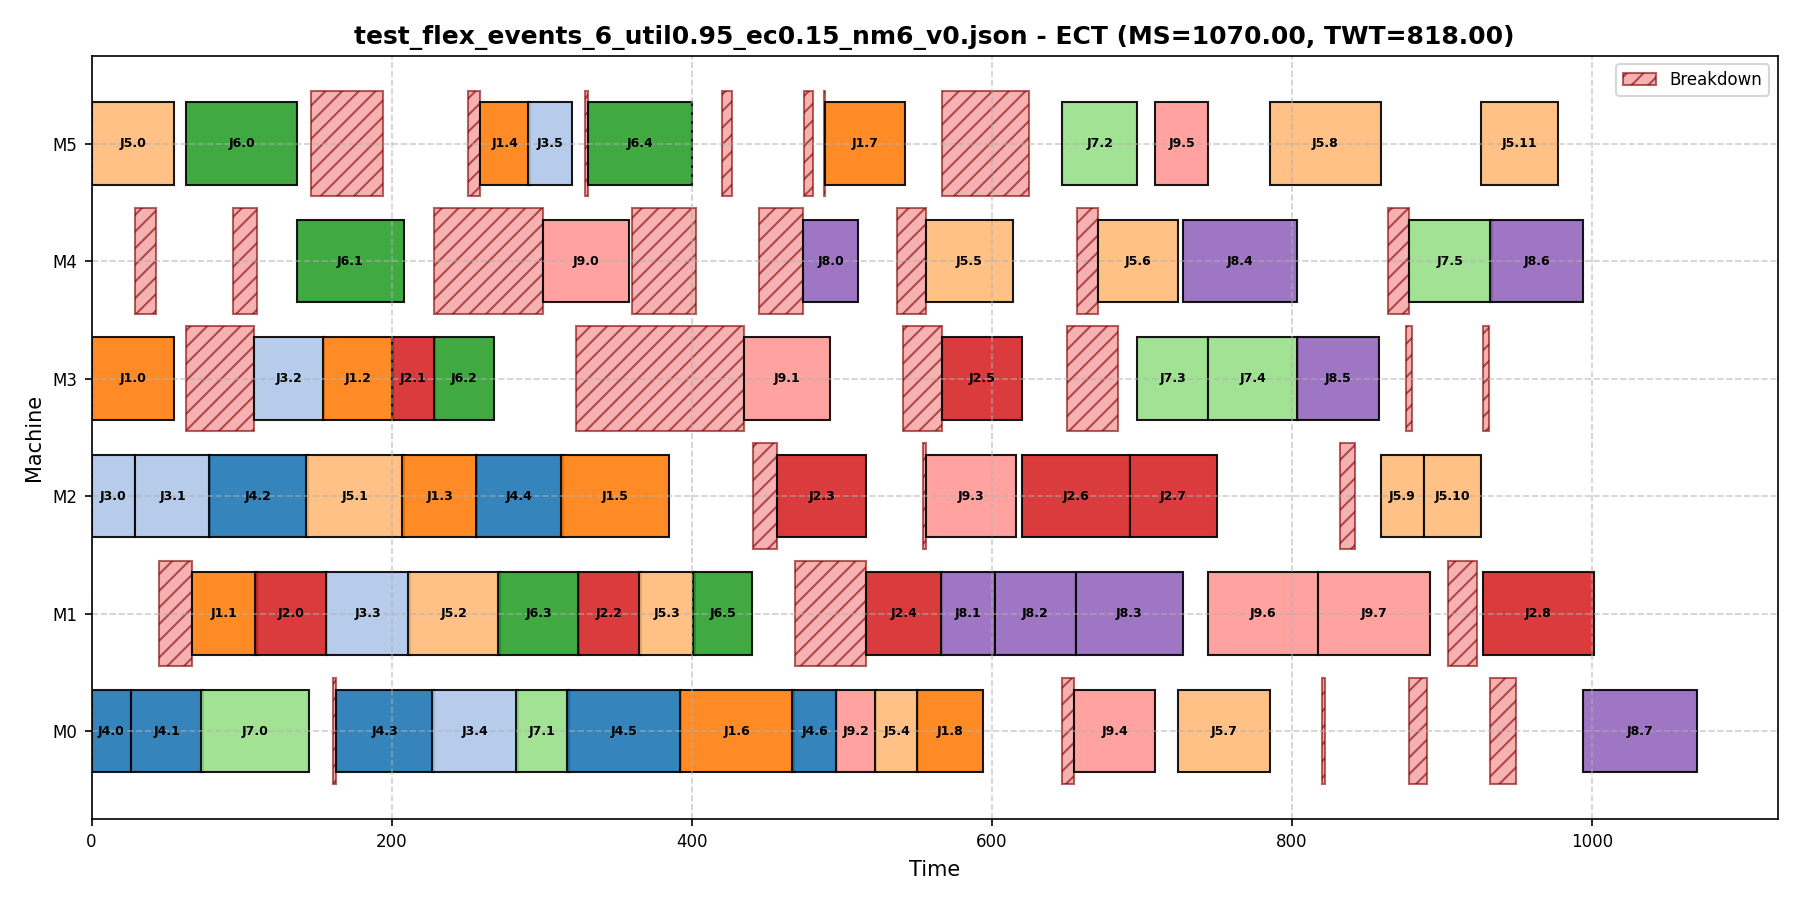 test_flex_events_6_util0.95_ec0.15_nm6_v0.json - ECT (MS=1070.00, TWT=818.00)
Breakdown
M5
J5.0 J6.0 J1.4 J3.5 J6.4 J1.7 J7.2 J9.5 J5.8 J5.11
M4
J6.1 J9.0 J8.0 J5.5 J5.6 J8.4 J7.5 J8.6
M3
J1.0 J3.2 J1.2 J2.1 J6.2 J9.1 J2.5 J7.3 J7.4 J8.5
M2
J3.0 J3.1 J4.2 J5.1 J1.3 J4.4 J1.5 J2.3 J9.3 J2.6 J2.7 J5.9 J5.10
M1
J1.1 J2.0 J3.3 J5.2 J6.3 J2.2 J5.3 J6.5 J2.4 J8.1 J8.2 J8.3 J9.6 J9.7 J2.8
M0
J4.0 J4.1 J7.0 J4.3 J3.4 J7.1 J4.5 J1.6 J4.6 J9.2 J5.4 J1.8 J9.4 J5.7 J8.7
Machine
0 200 400 600 800 1000
Time